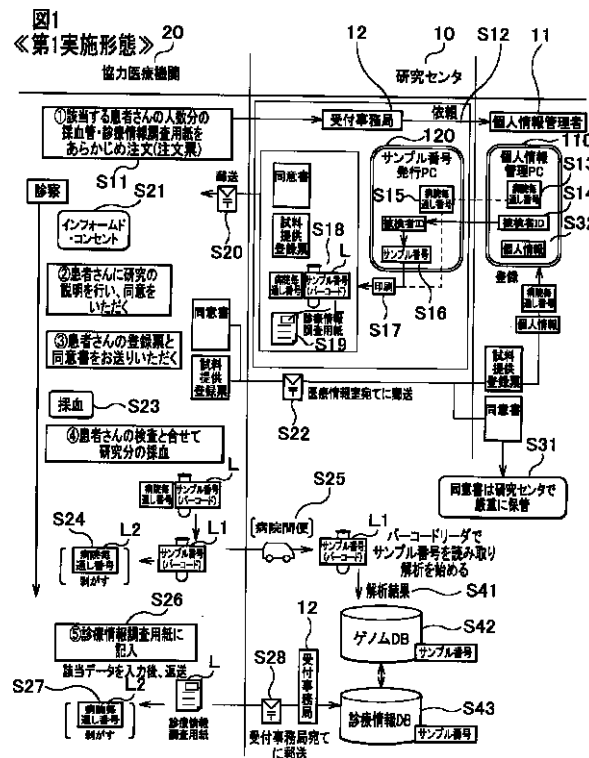 図1
≪第1実施形態≫
20
協力医療機関
10
研究センタ
12
S12
11
①該当する患者さんの人数分の
採血管・診療情報調査用紙を
あらかじめ注文(注文票)
S11
受付事務局
依頼
個人情報管理者
120
サンプル番号
発行PC
110
個人情報
管理PC
S13
病院毎
通し番号
S14
被検者ID
S32
個人情報
登録
病院毎
通し番号
個人情報
S15
病院毎
通し番号
被検者ID
サンプル番号
S16
印刷
S17
同意書
試料
提供
登録票
S18
L
病院毎
通し番号
サンプル番号
(バーコード)
診療情報
調査用紙
S19
郵送
〒
S20
診察
S21
インフォームド
・コンセント
②患者さんに研究の
説明を行い、同意を
いただく
③患者さんの登録票と
同意書をお送りいただく
同意書
試料
提供
登録票
〒
医療情報室宛てに郵送
S22
試料
提供
登録票
同意書
S31
同意書は研究センタで
厳重に保管
採血
S23
④患者さんの検査と合せて
研究分の採血
L
病院毎
通し番号
サンプル番号
(バーコード)
S24
L2
病院毎
通し番号
剥がす
L1
サンプル番号
(バーコード)
S25
病院間便
L1
サンプル番号
(バーコード)
バーコードリーダで
サンプル番号を読み取り
解析を始める
解析結果
S41
ゲノムDB
S42
サンプル番号
S26
⑤診療情報調査用紙に
記入
該当データを入力後、返送
S27
L2
病院毎
通し番号
剥がす
L
診療情報
調査用紙
S28
〒
受付事務局宛て
に郵送
12
受付事務局
診療情報DB
S43
サンプル番号